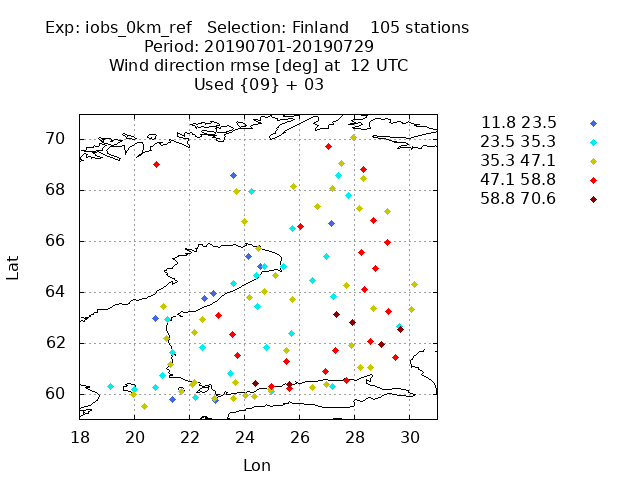 Exp: iobs_0km_ref   Selection: Finland    105 stations
Period: 20190701-20190729
Wind direction rmse [deg] at  12 UTC
Used {09} + 03
11.8 23.5
23.5 35.3
35.3 47.1
47.1 58.8
58.8 70.6
70
68
66
64
62
60
Lat
18 20 22 24 26 28 30
Lon